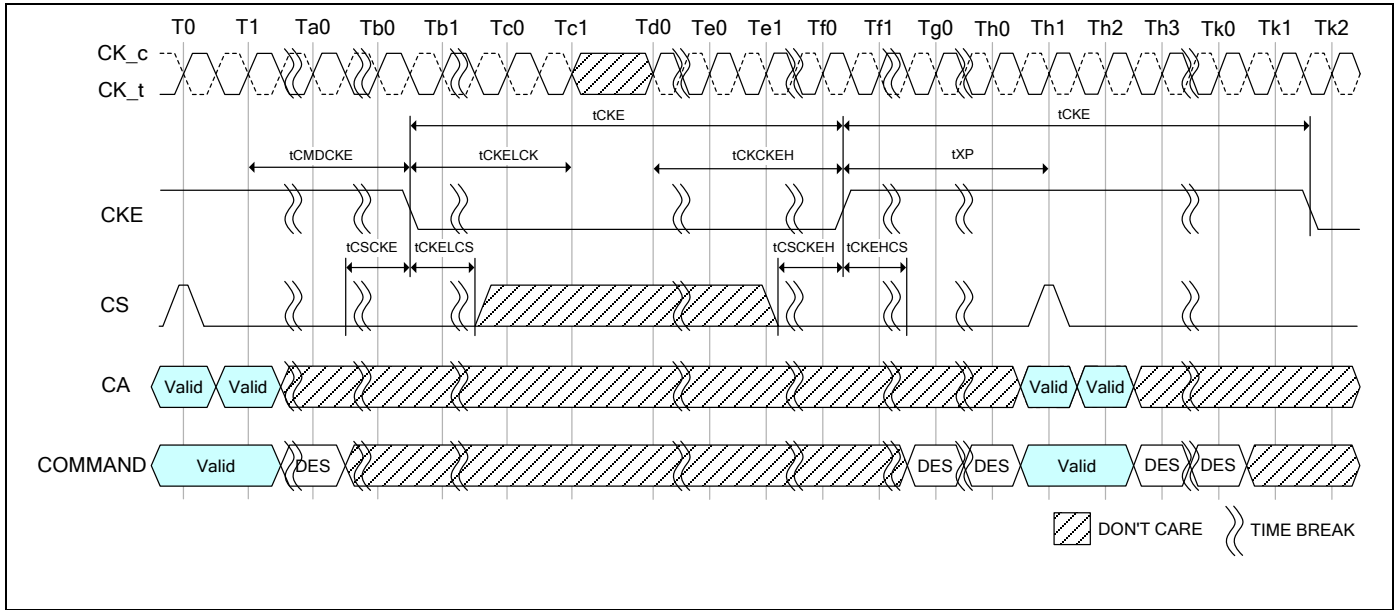 T0 T1 Ta0 Tb0 Tb1 Tc0 Tc1 Td0 Te0 Te1 Tf0 Tf1 Tg0 Th0 Th1 Th2 Th3 Tk0 Tk1 Tk2
CK_c
CK_t
tCKE tCKE
tCMDCKE tCKELCK tCKCKEH tXP
CKE
tCSCKE tCKELCS tCSCKEH tCKEHCS
CS
CA Valid Valid Valid Valid
COMMAND Valid DES DES DES Valid DES DES
DON'T CARE TIME BREAK